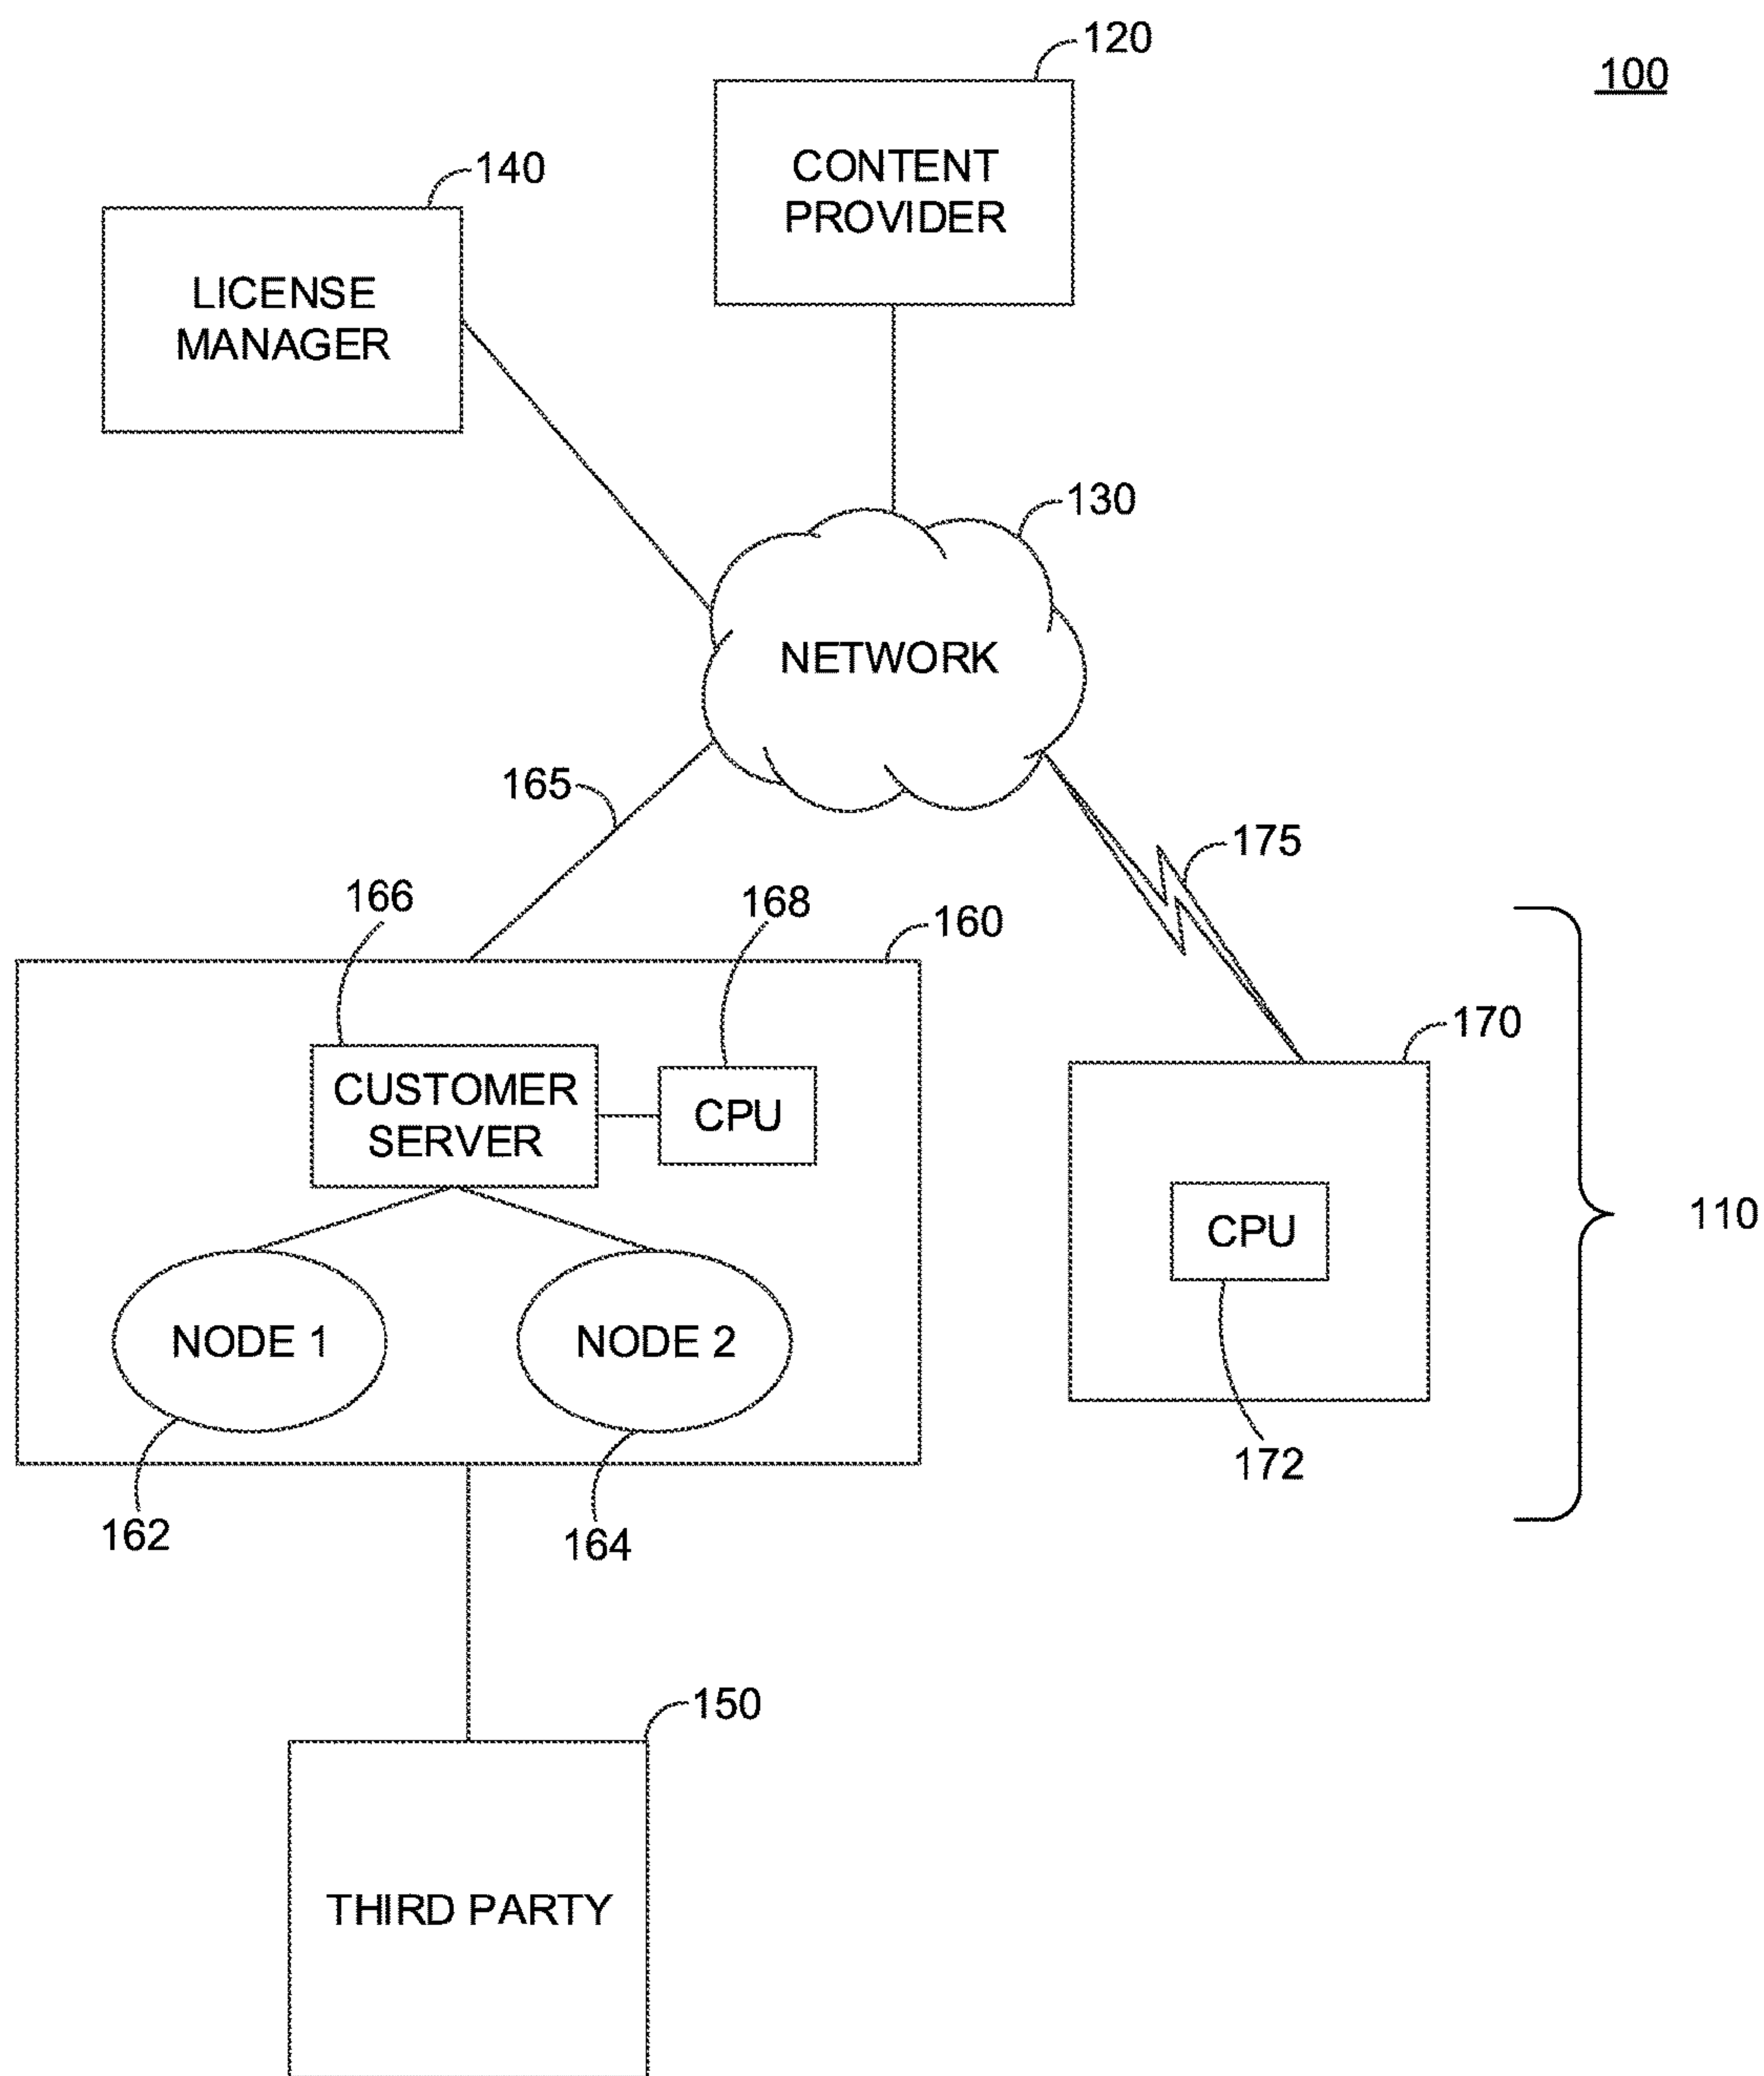 120
100
140
CONTENT
PROVIDER
LICENSE
MANAGER
130
NETWORK
165
175
166
168
160
170
CUSTOMER
SERVER
CPU
110
CPU
NODE 1
NODE 2
172
162
164
150
THIRD PARTY